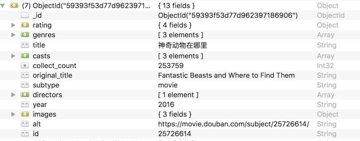 (7) ObjectId("59393f53d77d9623971... { 13 fields } Object
_id ObjectId("59393f53d77d962397186906") ObjectId
rating { 4 fields } Object
genres [ 3 elements ] Array
title 神奇动物在哪里 String
casts [ 3 elements ] Array
collect_count 253759 Int32
original_title Fantastic Beasts and Where to Find Them String
subtype movie String
directors [ 1 element ] Array
year 2016 String
images { 3 fields } Object
alt https://movie.douban.com/subject/25726614/ String
id 25726614 String